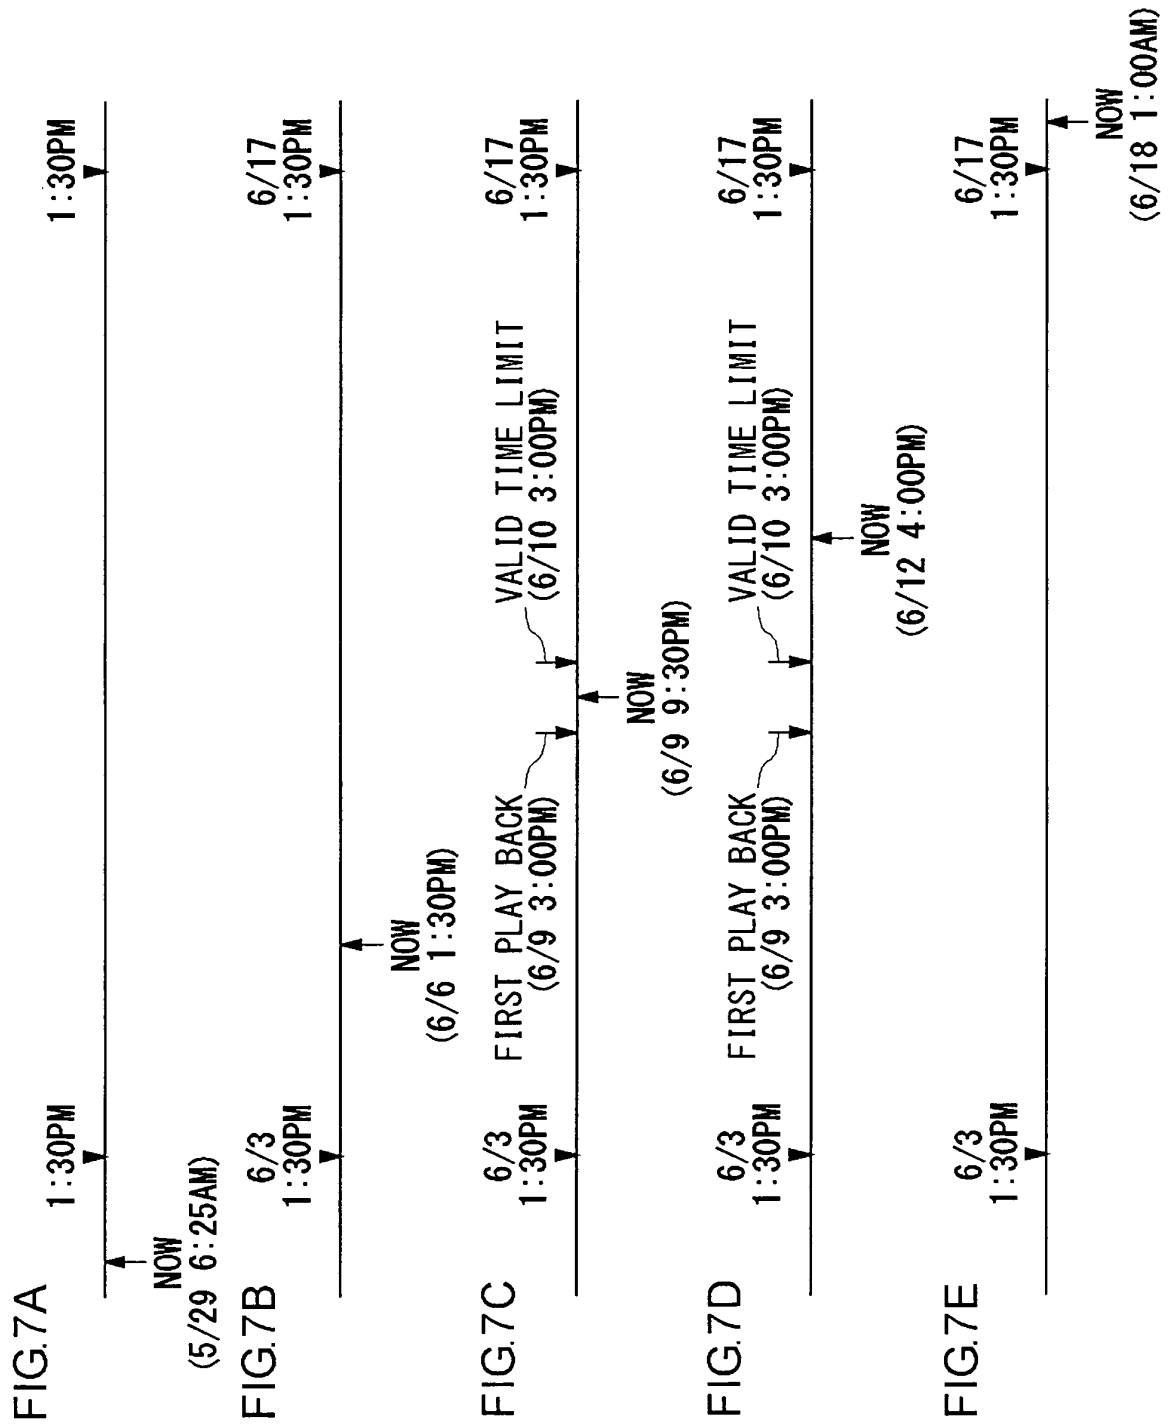 FIG.7A
1:30PM
1:30PM
NOW
(5/29 6:25AM)
FIG.7B
6/3
1:30PM
6/17
1:30PM
NOW
(6/6 1:30PM)
FIG.7C
6/3
1:30PM
FIRST PLAY BACK
(6/9 3:00PM)
VALID TIME LIMIT
(6/10 3:00PM)
6/17
1:30PM
NOW
(6/9 9:30PM)
FIG.7D
6/3
1:30PM
FIRST PLAY BACK
(6/9 3:00PM)
VALID TIME LIMIT
(6/10 3:00PM)
6/17
1:30PM
NOW
(6/12 4:00PM)
FIG.7E
6/3
1:30PM
6/17
1:30PM
NOW
(6/18 1:00AM)